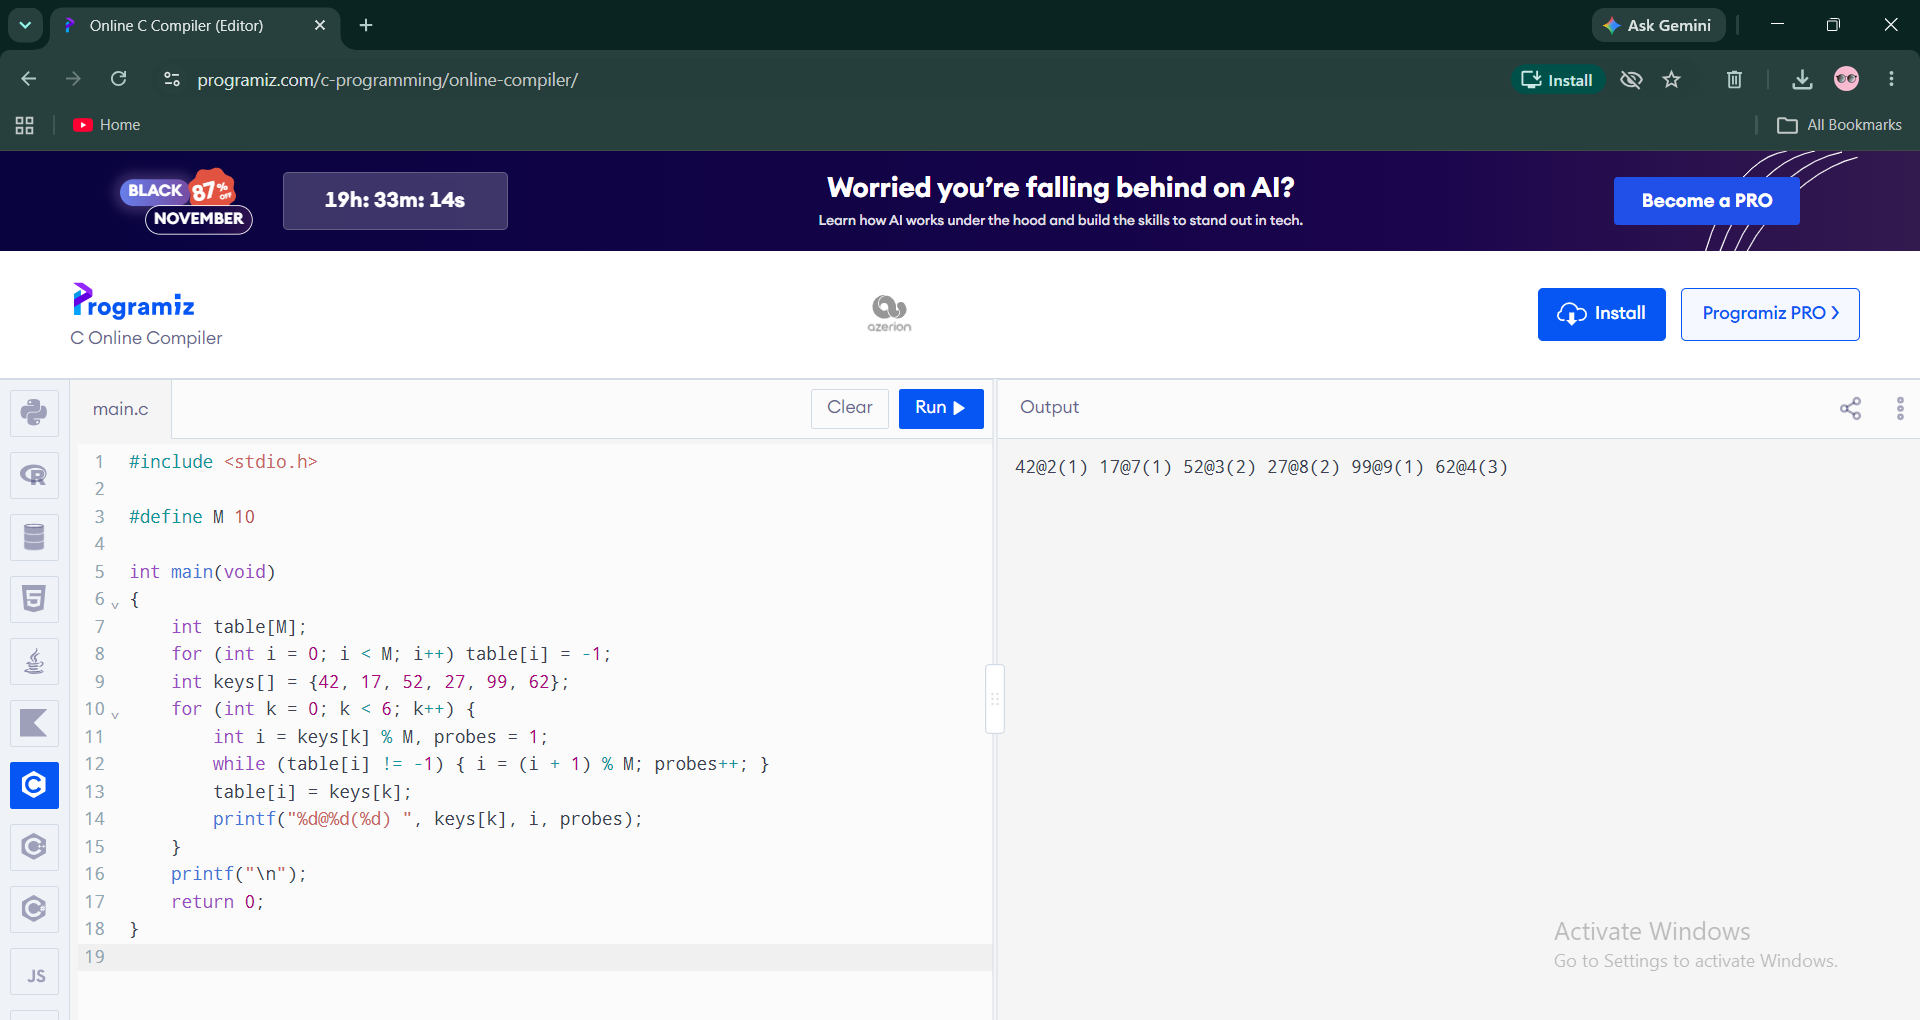 Online C Compiler (Editor)
Ask Gemini
programiz.com/c-programming/online-compiler/
Install
Home
All Bookmarks
BLACK 87% OFF
NOVEMBER
19h: 33m: 14s
Worried you’re falling behind on AI?
Learn how AI works under the hood and build the skills to stand out in tech.
Become a PRO
Programiz
C Online Compiler
azerion
Install
Programiz PRO >
main.c
Clear
Run
Output
1 #include <stdio.h>
2
3 #define M 10
4
5 int main(void)
6 {
7     int table[M];
8     for (int i = 0; i < M; i++) table[i] = -1;
9     int keys[] = {42, 17, 52, 27, 99, 62};
10     for (int k = 0; k < 6; k++) {
11         int i = keys[k] % M, probes = 1;
12         while (table[i] != -1) { i = (i + 1) % M; probes++; }
13         table[i] = keys[k];
14         printf("%d@%d(%d) ", keys[k], i, probes);
15     }
16     printf("\n");
17     return 0;
18 }
19
42@2(1) 17@7(1) 52@3(2) 27@8(2) 99@9(1) 62@4(3)
JS
Activate Windows
Go to Settings to activate Windows.